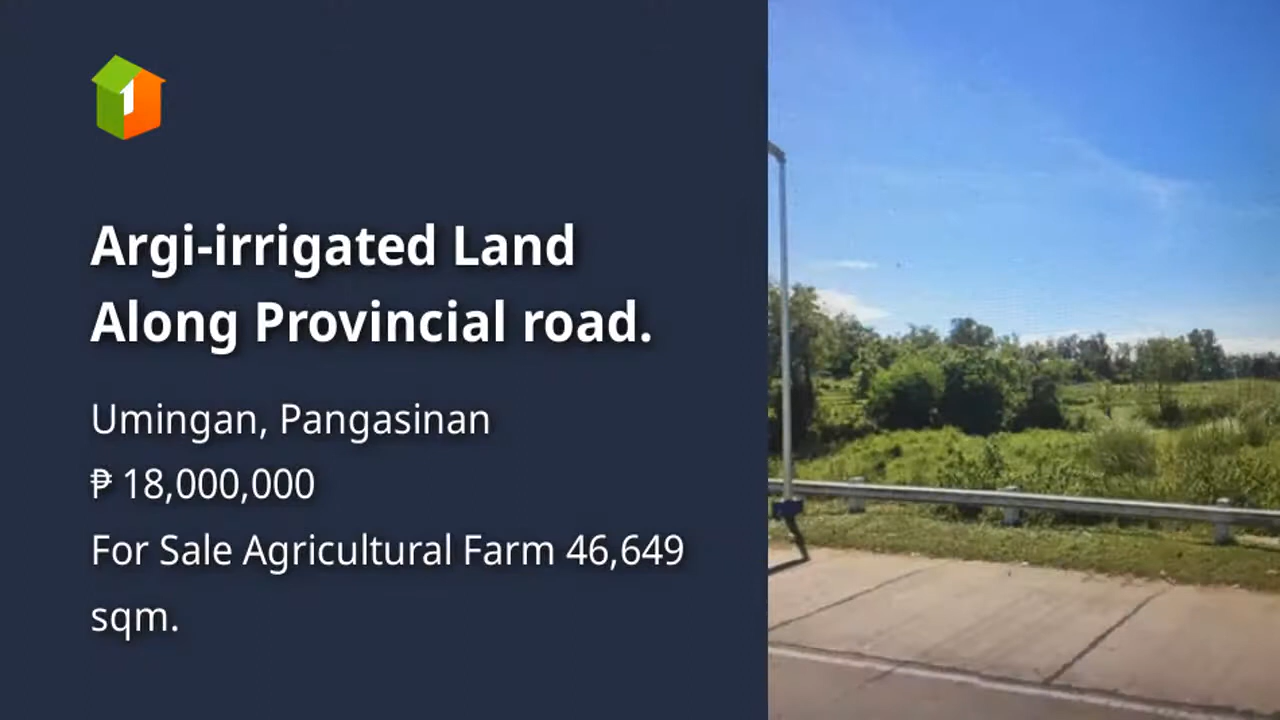 Argi-irrigated Land
Along Provincial road.
Umingan, Pangasinan
₱ 18,000,000
For Sale Agricultural Farm 46,649
sqm.